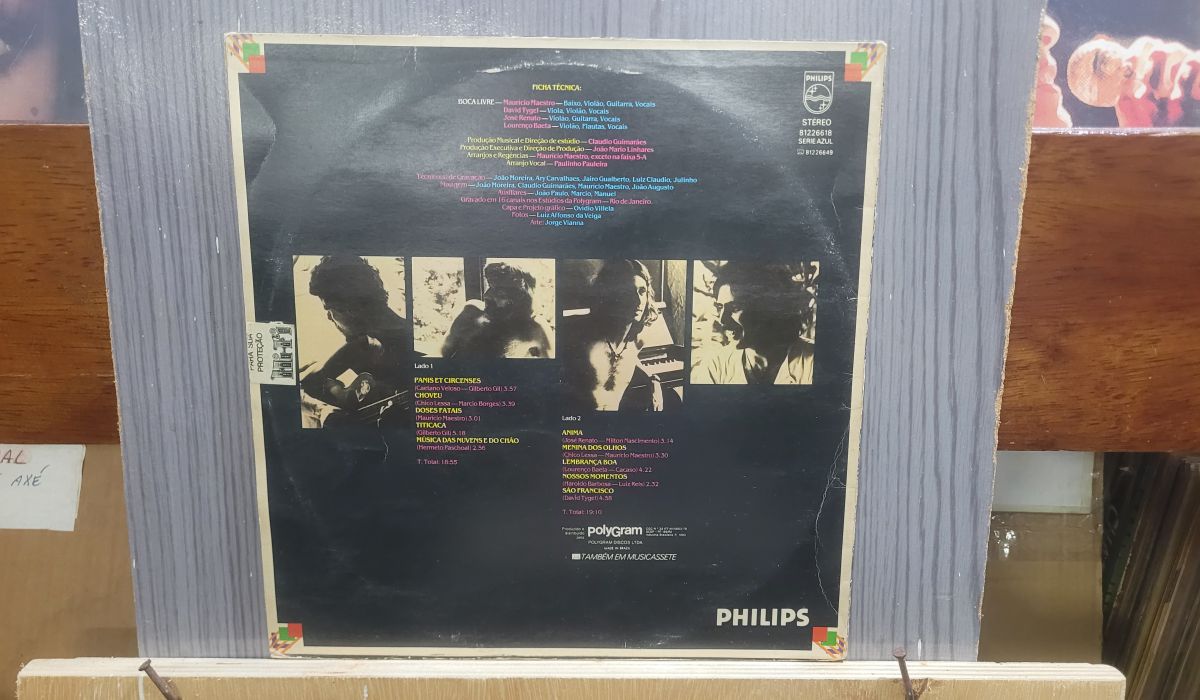 FICHA TÉCNICA:
BOCA LIVRE — Mauricio Maestro — Baixo, Violão, Guitarra, Vocais
David Tygel — Viola, Violão, Vocais
José Renato — Violão, Guitarra, Vocais
Lourenço Baeta — Violão, Flautas, Vocais
Produção Musical e Direção de estúdio — Claudio Guimarães
Produção Executiva e Direção de Produção — João Mario Linhares
Arranjos e Regências — Mauricio Maestro, exceto na faixa 5-A
Arranjo Vocal — Paulinho Pauleira
Técnicos de Gravação — João Moreira, Ary Carvalhaes, Jairo Gualberto, Luiz Claudio, Julinho
Mixagem — João Moreira, Claudio Guimarães, Mauricio Maestro, João Augusto
Auxiliares — João Paulo, Marcio, Manuel
Gravado em 16 canais nos Estúdios da Polygram — Rio de Janeiro
Capa e Projeto gráfico — Ovidio Villela
Fotos — Luiz Affonso da Veiga
Arte: Jorge Vianna
PHILIPS
STEREO
81226618
SERIE AZUL
81226649
PARA SUA
PROTEÇÃO
HI-FI
Lado 1
PANIS ET CIRCENSES
(Caetano Veloso — Gilberto Gil) 3.57
CHOVEU
(Chico Lessa — Marcio Borges) 3.39
DOSES FATAIS
(Mauricio Maestro) 3.01
TITICACA
(Gilberto Gil) 5.18
MÚSICA DAS NUVENS E DO CHÃO
(Hermeto Paschoal) 2.56
T. Total: 18:55
Lado 2
ANIMA
(José Renato — Milton Nascimento) 3.14
MENINA DOS OLHOS
(Chico Lessa — Mauricio Maestro) 3.30
LEMBRANÇA BOA
(Lourenço Baeta — Cacaso) 4.22
NOSSOS MOMENTOS
(Haroldo Barbosa — Luiz Reis) 2.32
SÃO FRANCISCO
(David Tygel) 4.58
T. Total: 19:10
Produzido e
distribuído
pela
polyGram
POLYGRAM DISCOS LTDA
MADE IN BRAZIL
TAMBÉM EM MUSICASSETE
PHILIPS
AL
AXÉ